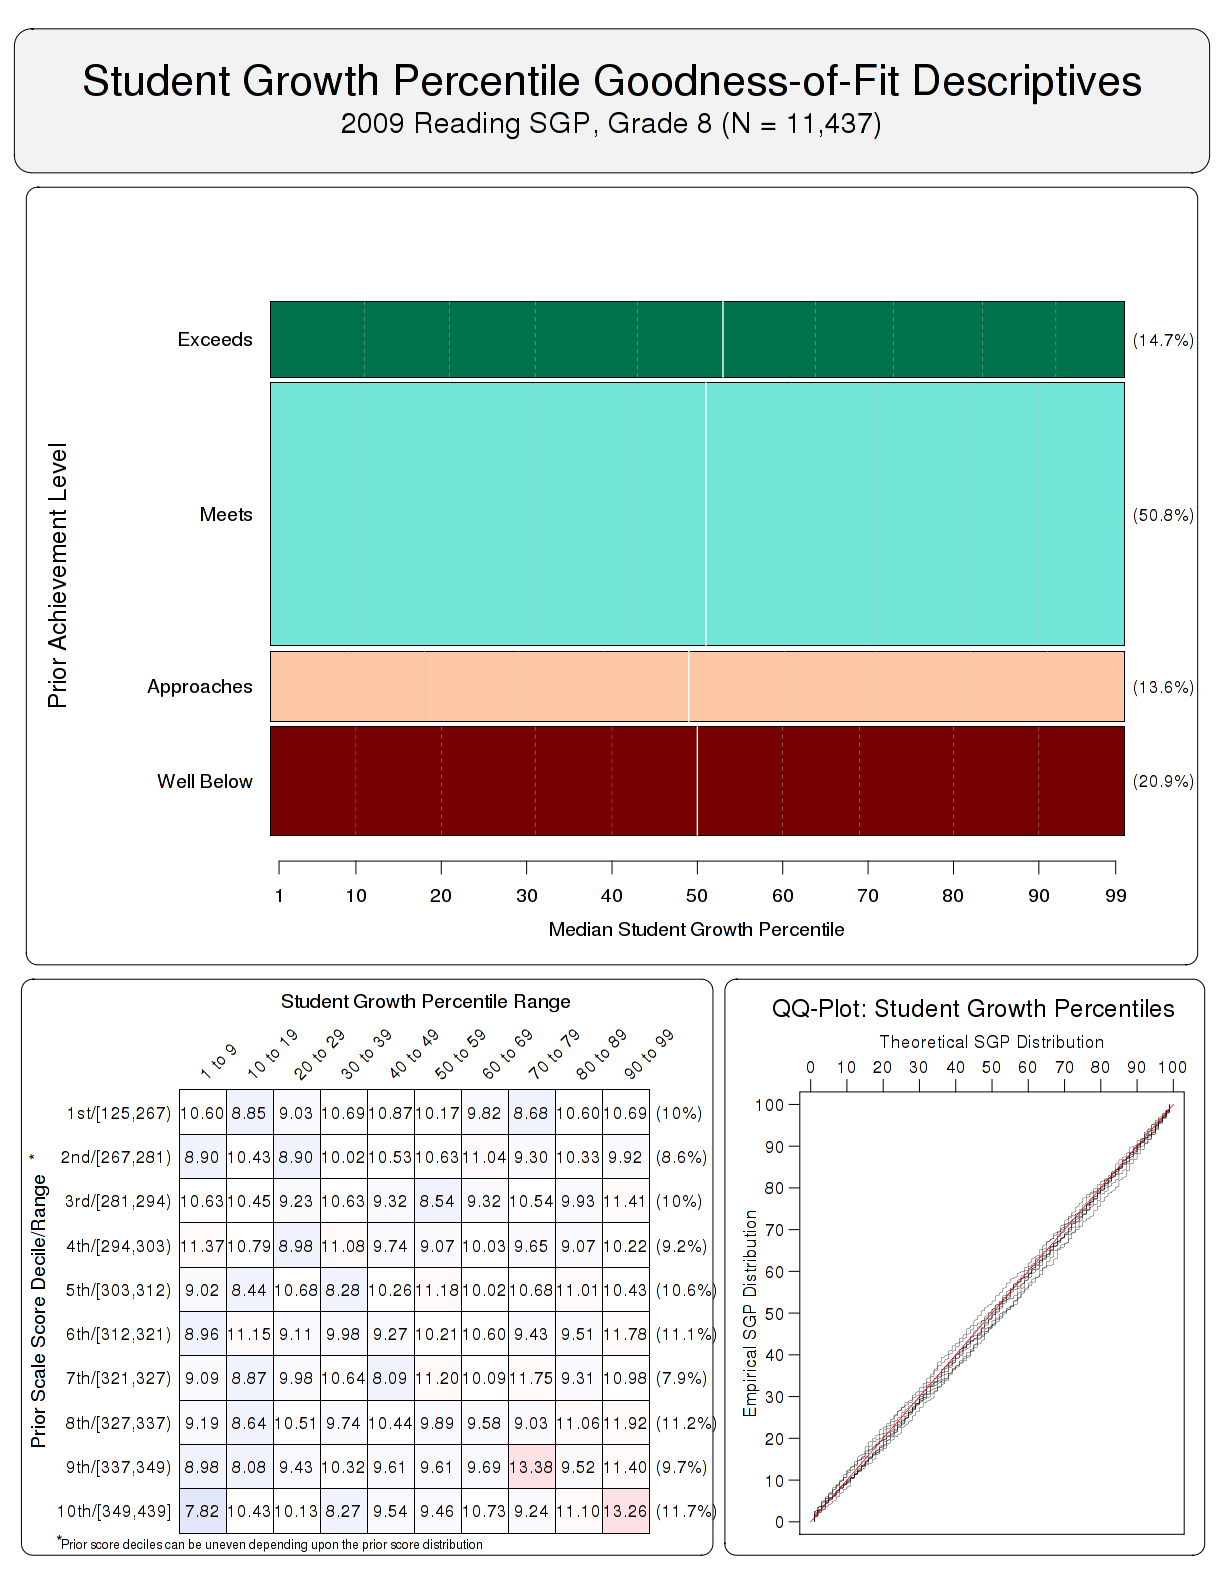 Student Growth Percentile Goodness-of-Fit Descriptives
2009 Reading SGP, Grade 8 (N = 11,437)
Prior Achievement Level
Exceeds (14.7%)
Meets (50.8%)
Approaches (13.6%)
Well Below (20.9%)
1 10 20 30 40 50 60 70 80 90 99
Median Student Growth Percentile
Student Growth Percentile Range
1 to 9 10 to 19 20 to 29 30 to 39 40 to 49 50 to 59 60 to 69 70 to 79 80 to 89 90 to 99
Prior Scale Score Decile/Range *
1st/[125,267) 10.60 8.85 9.03 10.69 10.87 10.17 9.82 8.68 10.60 10.69 (10%)
2nd/[267,281) 8.90 10.43 8.90 10.02 10.53 10.63 11.04 9.30 10.33 9.92 (8.6%)
3rd/[281,294) 10.63 10.45 9.23 10.63 9.32 8.54 9.32 10.54 9.93 11.41 (10%)
4th/[294,303) 11.37 10.79 8.98 11.08 9.74 9.07 10.03 9.65 9.07 10.22 (9.2%)
5th/[303,312) 9.02 8.44 10.68 8.28 10.26 11.18 10.02 10.68 11.01 10.43 (10.6%)
6th/[312,321) 8.96 11.15 9.11 9.98 9.27 10.21 10.60 9.43 9.51 11.78 (11.1%)
7th/[321,327) 9.09 8.87 9.98 10.64 8.09 11.20 10.09 11.75 9.31 10.98 (7.9%)
8th/[327,337) 9.19 8.64 10.51 9.74 10.44 9.89 9.58 9.03 11.06 11.92 (11.2%)
9th/[337,349) 8.98 8.08 9.43 10.32 9.61 9.61 9.69 13.38 9.52 11.40 (9.7%)
10th/[349,439] 7.82 10.43 10.13 8.27 9.54 9.46 10.73 9.24 11.10 13.26 (11.7%)
*Prior score deciles can be uneven depending upon the prior score distribution
QQ-Plot: Student Growth Percentiles
Theoretical SGP Distribution
0 10 20 30 40 50 60 70 80 90 100
Empirical SGP Distribution
100
90
80
70
60
50
40
30
20
10
0